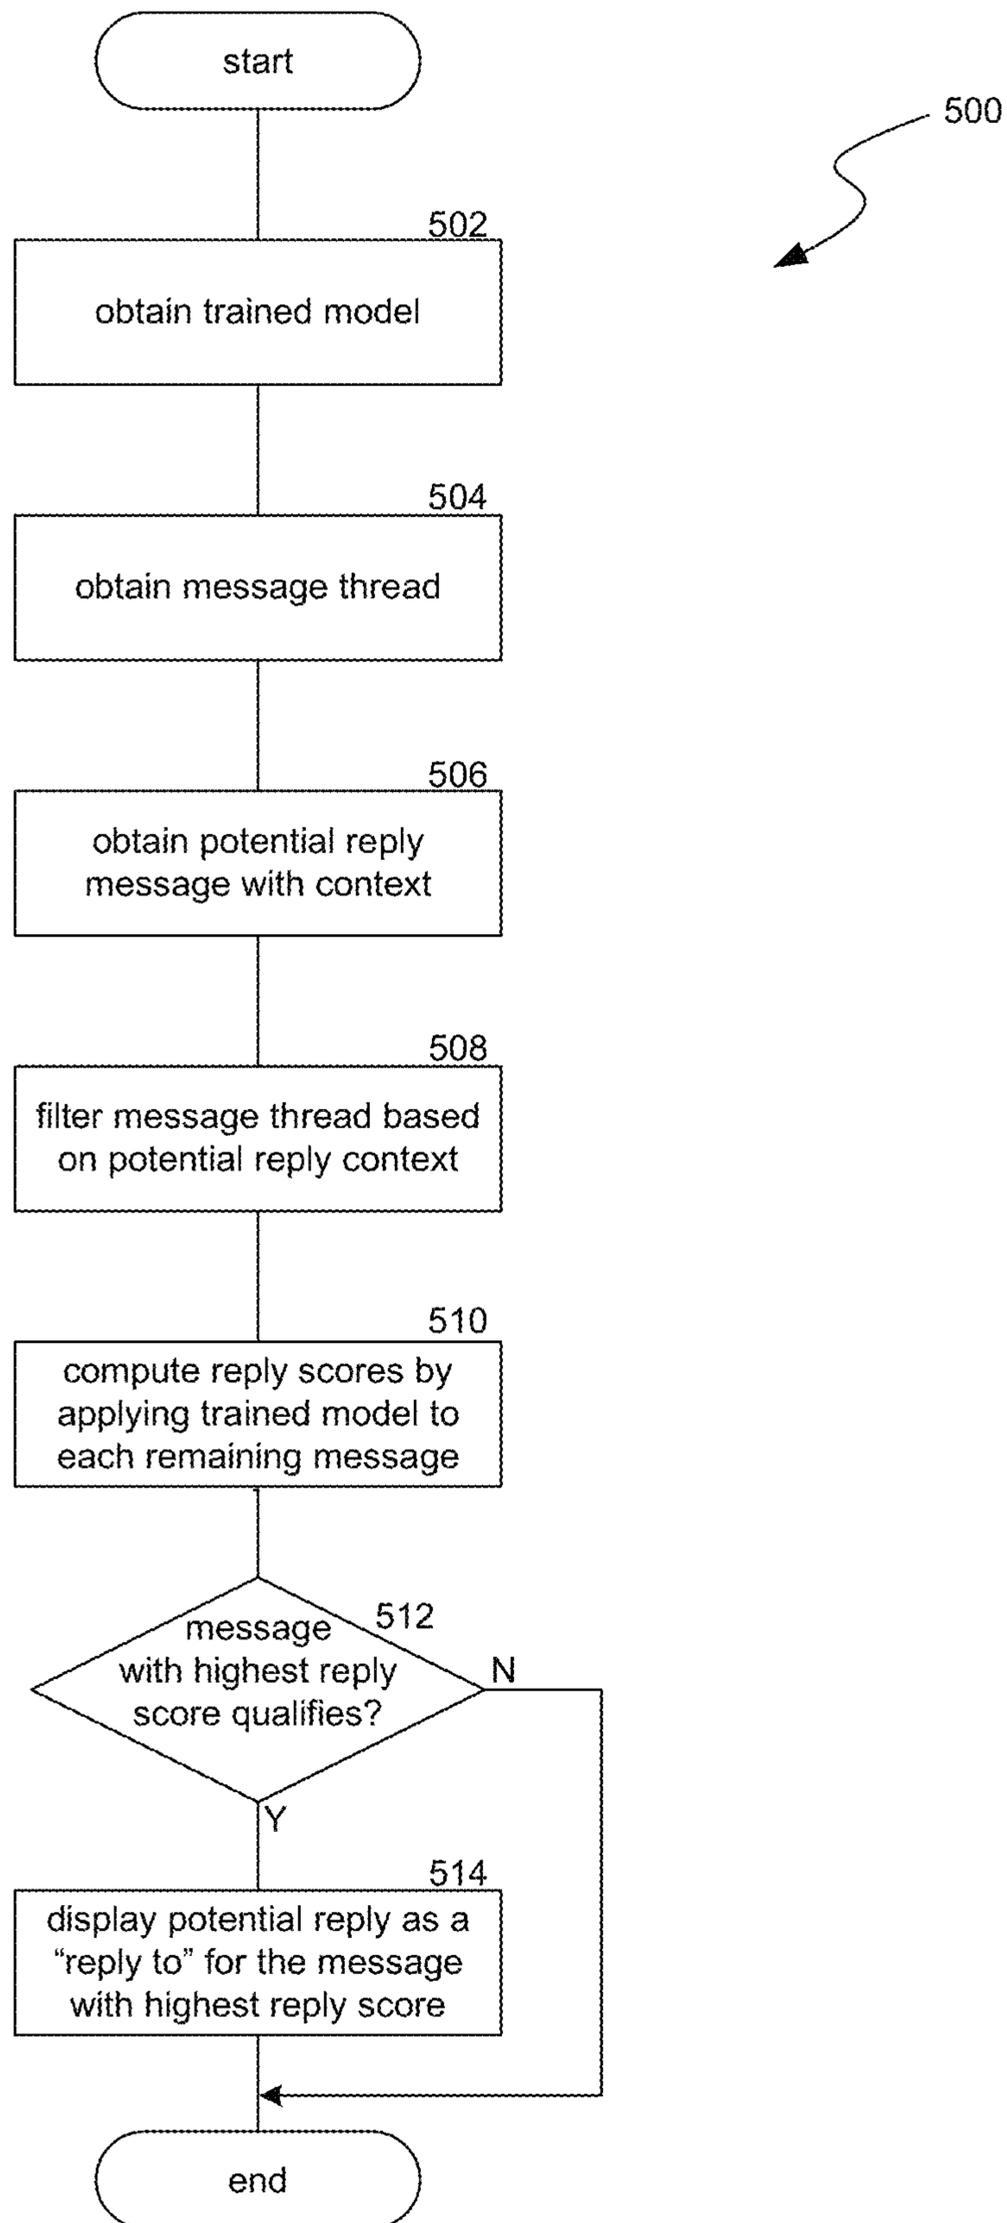 start
500
502
obtain trained model
504
obtain message thread
506
obtain potential reply
message with context
508
filter message thread based
on potential reply context
510
compute reply scores by
applying trained model to
each remaining message
512
message
with highest reply
score qualifies?
N
Y
514
display potential reply as a
“reply to” for the message
with highest reply score
end